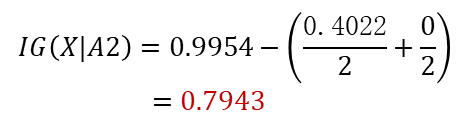 IG(X|A2) = 0.9954 − (0. 4022/2 + 0/2)
= 0.7943